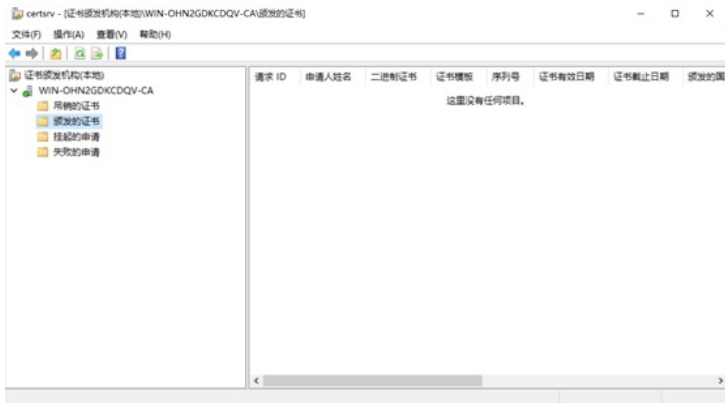 certsrv - [证书颁发机构(本地)\WIN-OHN2GDKCDQV-CA\颁发的证书]
文件(F) 操作(A) 查看(V) 帮助(H)
证书颁发机构(本地)
WIN-OHN2GDKCDQV-CA
吊销的证书
颁发的证书
挂起的申请
失败的申请
请求 ID 申请人姓名 二进制证书 证书模板 序列号 证书有效日期 证书截止日期 颁发的国
这里没有任何项目。